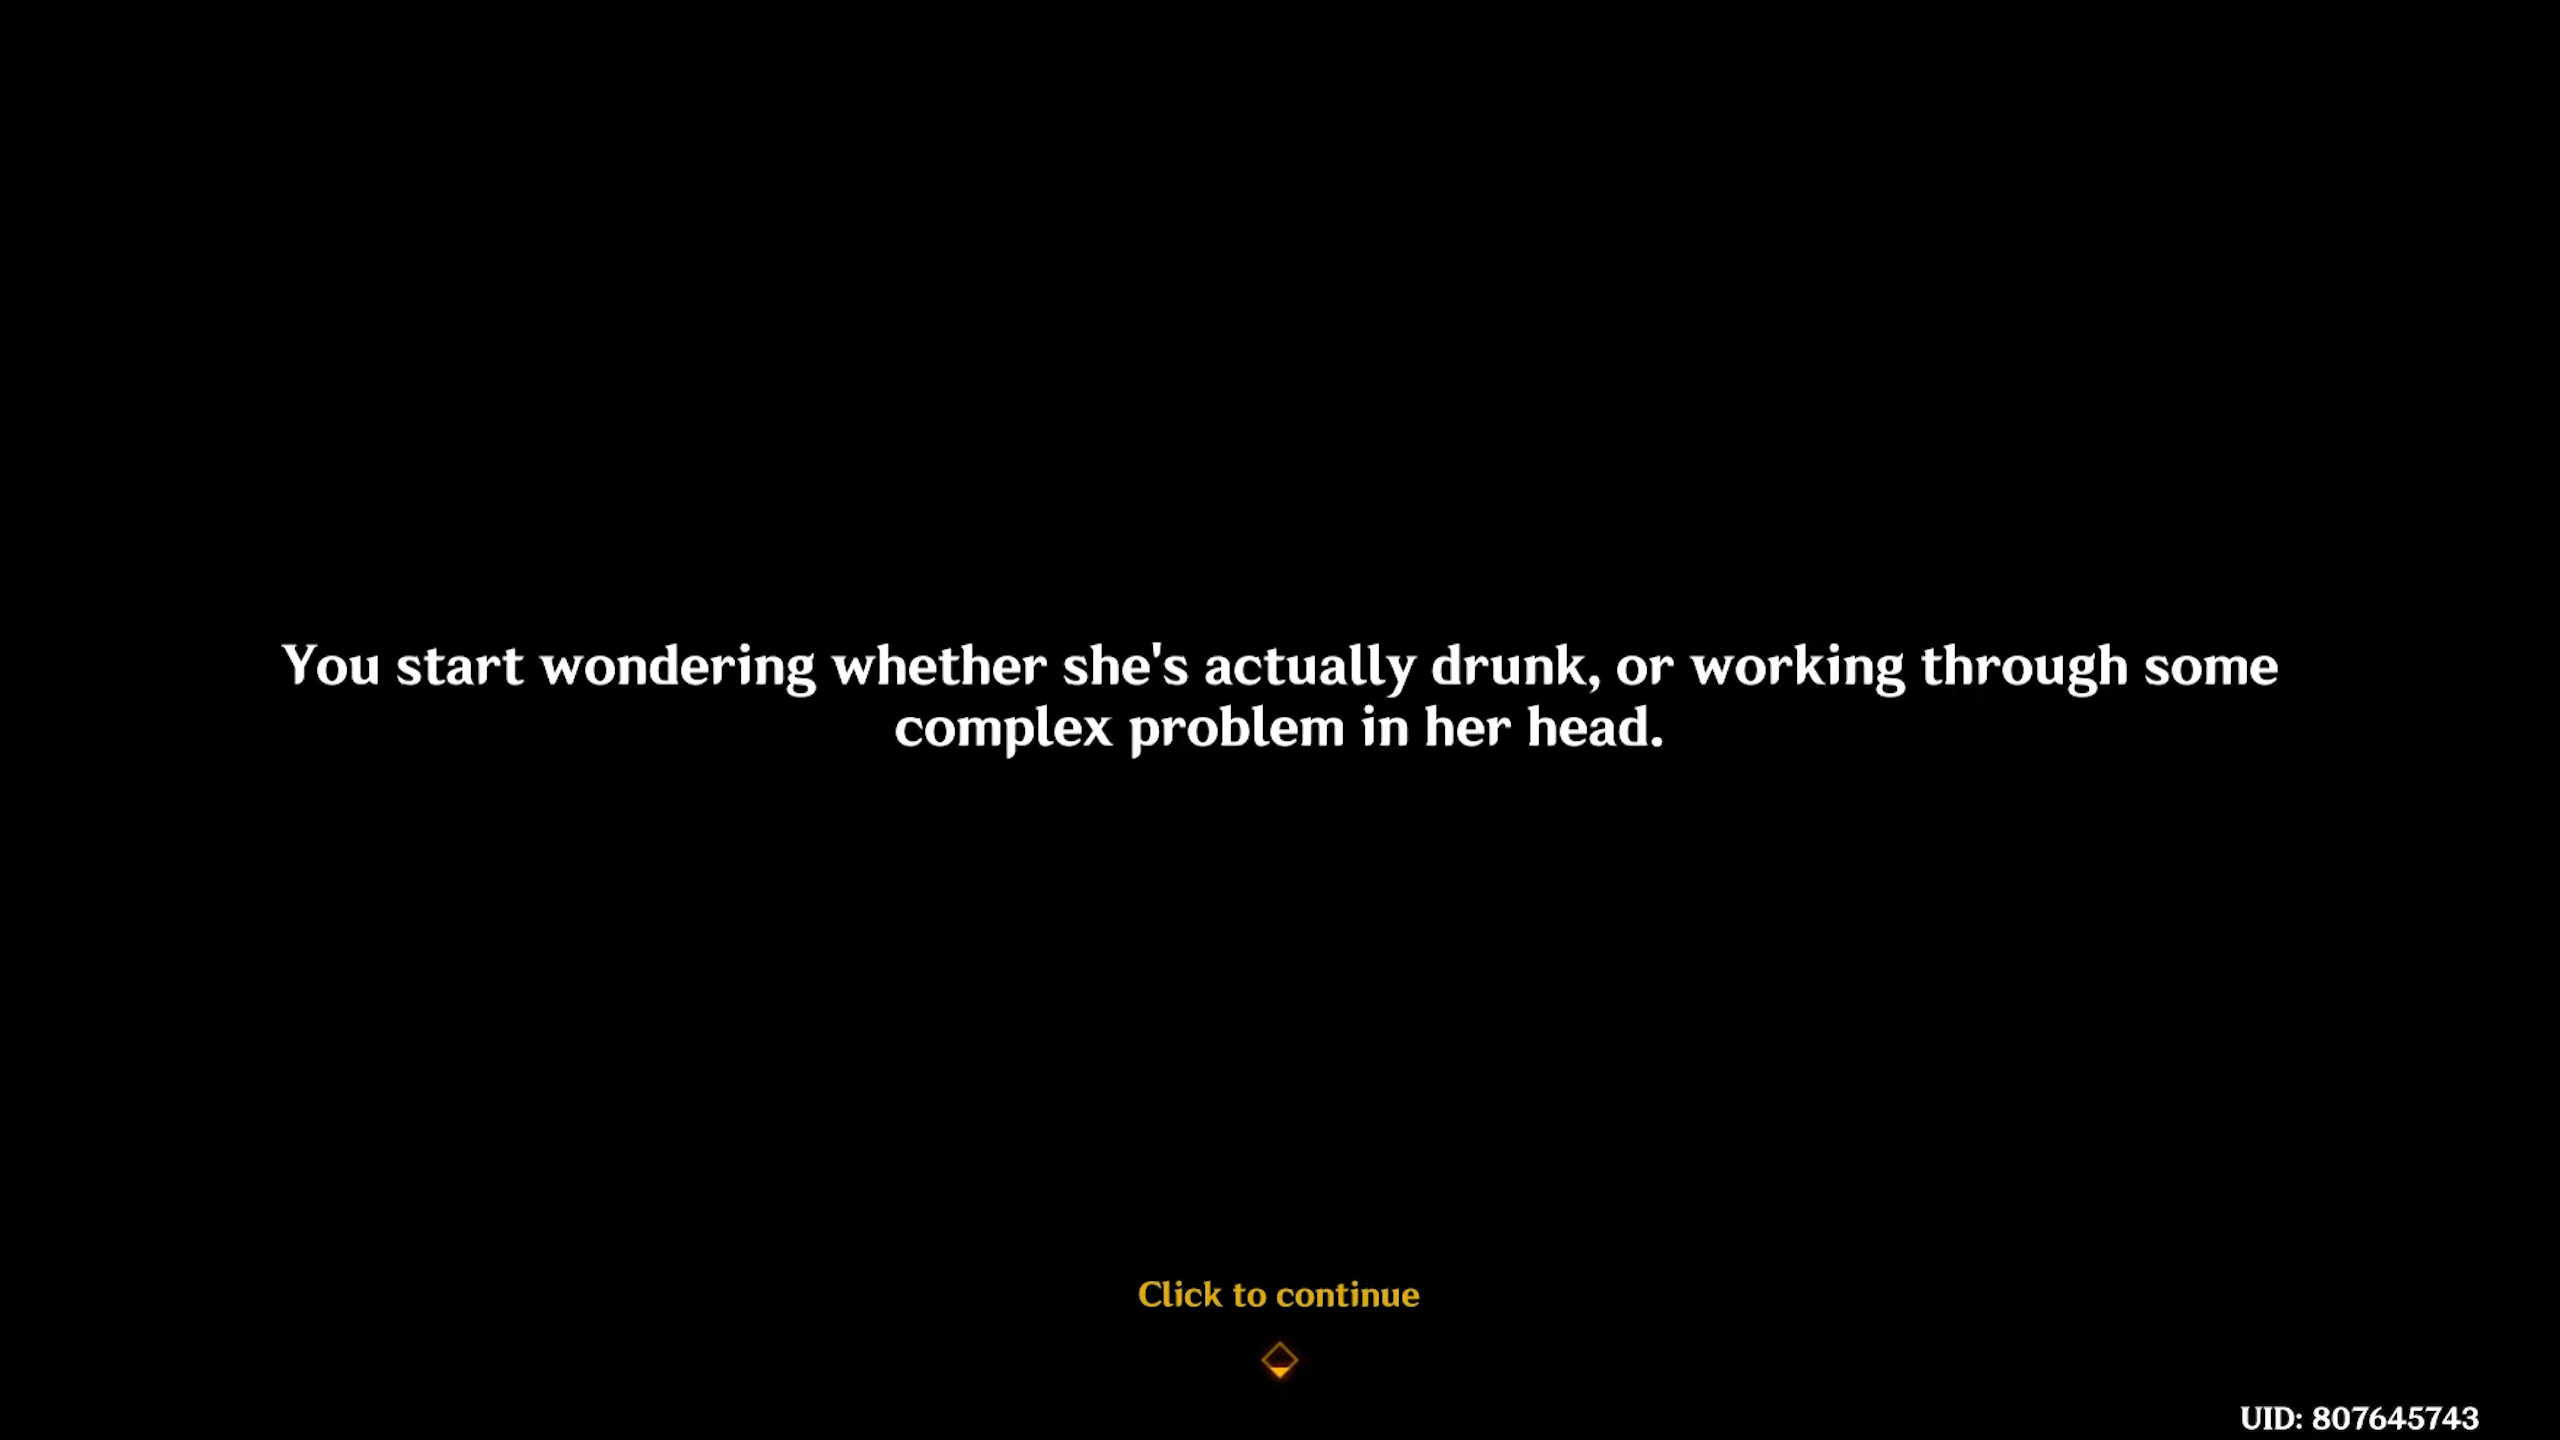 You start wondering whether she's actually drunk, or working through some
complex problem in her head.
Click to continue
UID: 807645743